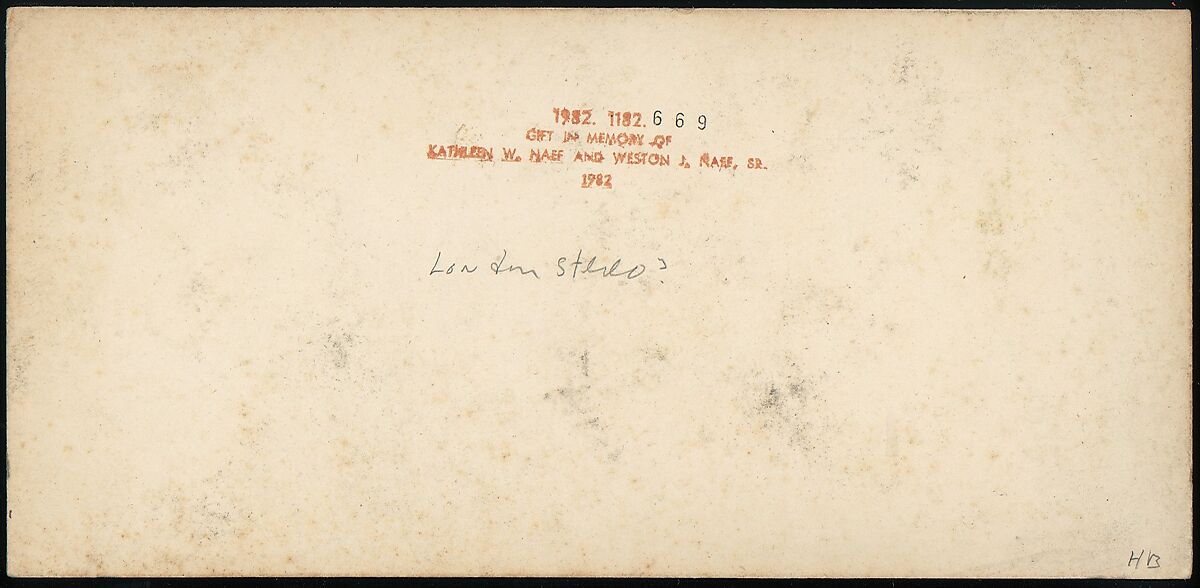 1982. 1182. 669
GIFT IN MEMORY OF
KATHLEEN W. NAEF AND WESTON J. NAEF, SR.
1982
London Stereo?
HB